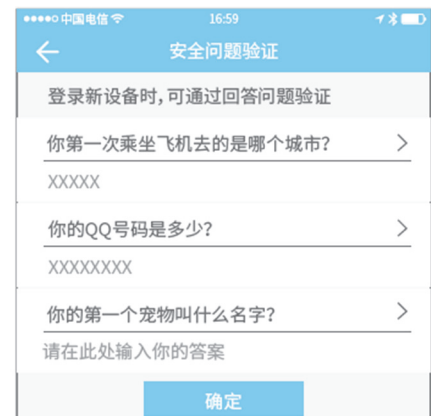 中国电信 16:59
安全问题验证
登录新设备时,可通过回答问题验证
你第一次乘坐飞机去的是哪个城市?
XXXXX
你的QQ号码是多少?
XXXXXXXX
你的第一个宠物叫什么名字?
请在此处输入你的答案
确定